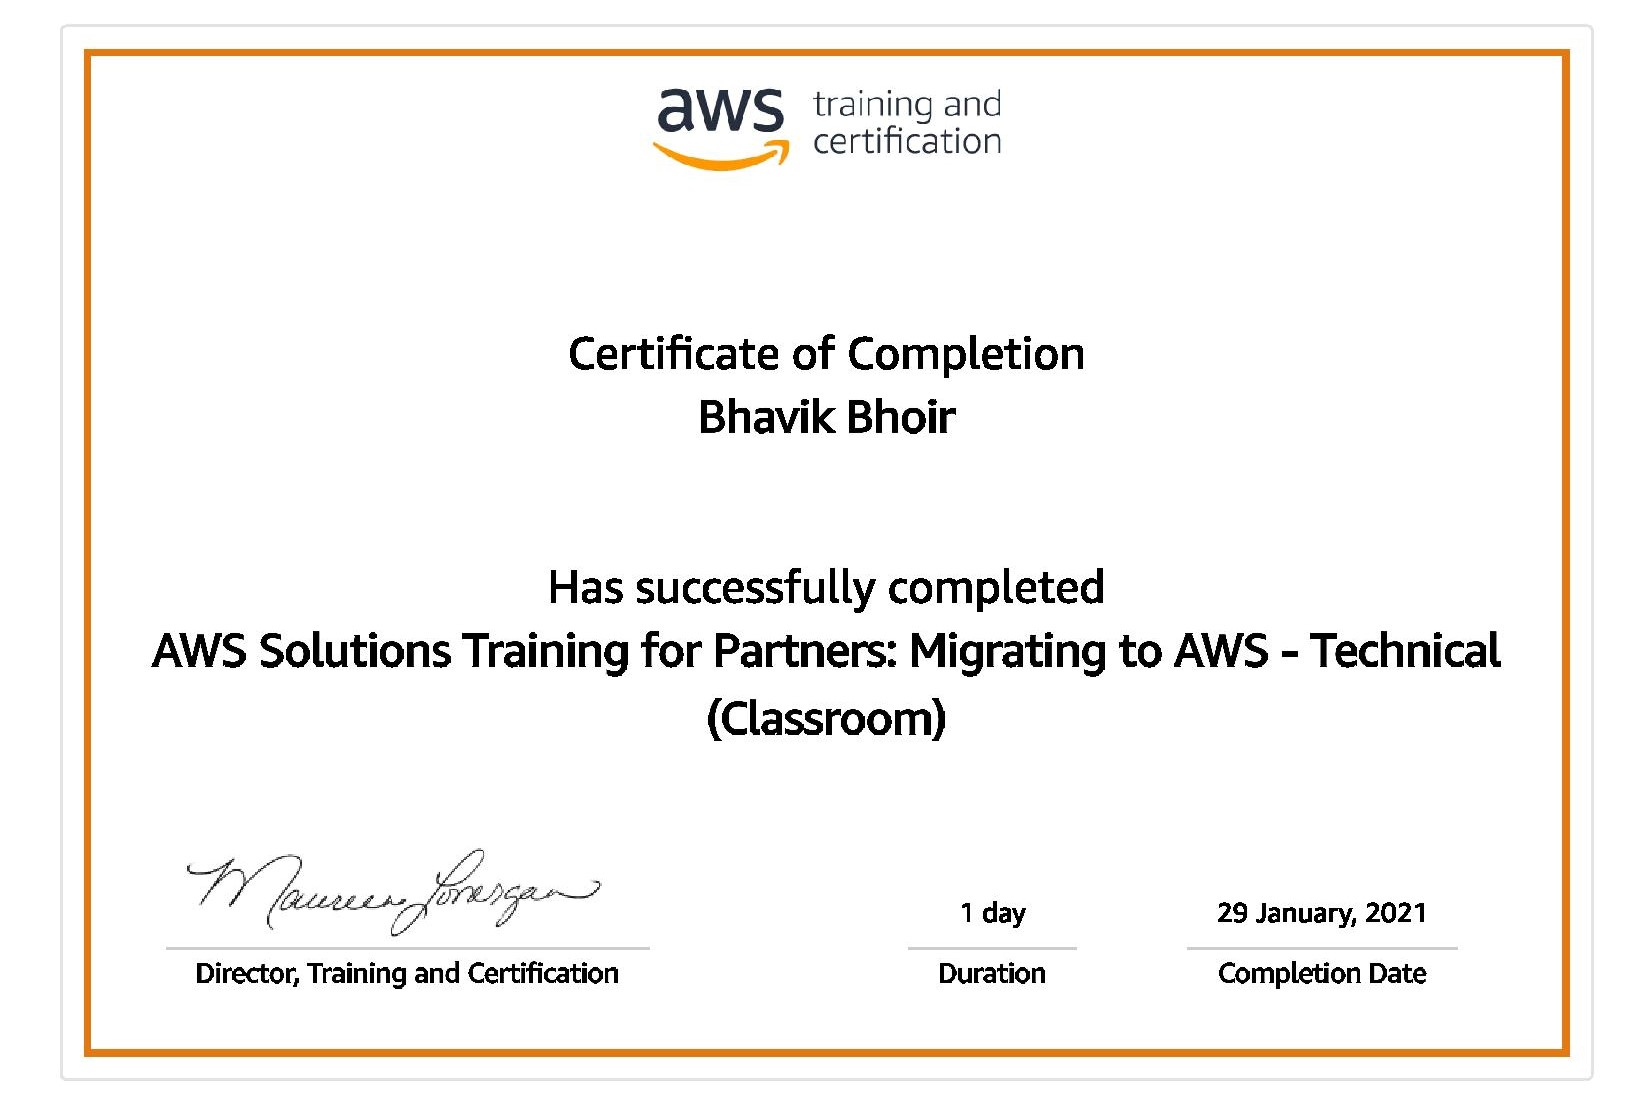 aws training and
certification
Certificate of Completion
Bhavik Bhoir
Has successfully completed
AWS Solutions Training for Partners: Migrating to AWS - Technical
(Classroom)
Maureen Lonergan
1 day
29 January, 2021
Director, Training and Certification
Duration
Completion Date